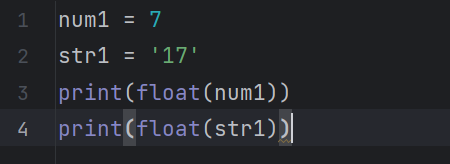 1 num1 = 7
2 str1 = '17'
3 print(float(num1))
4 print(float(str1))